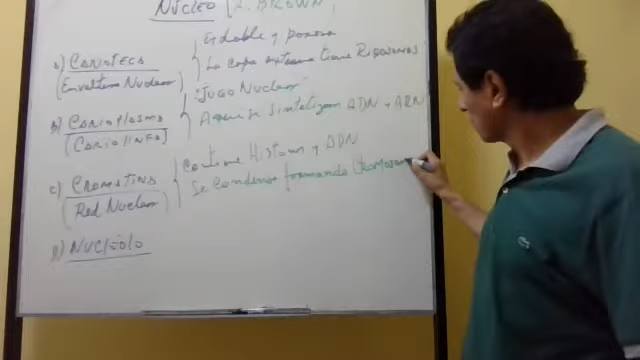 NÚCLEO (R. BROWN)
a) CARIOTECA
(Envoltura Nuclear)
Es doble y porosa
La capa externa tiene RIBOSOMAS
b) CARIOPLASMA
(CARIOLINFA)
"JUGO Nuclear"
Aquí se sintetizan ADN y ARN
c) CROMATINA
(Red Nuclear)
Contiene Histonas y ADN
Se condensa formando Cromosomas
d) NUCLÉOLO